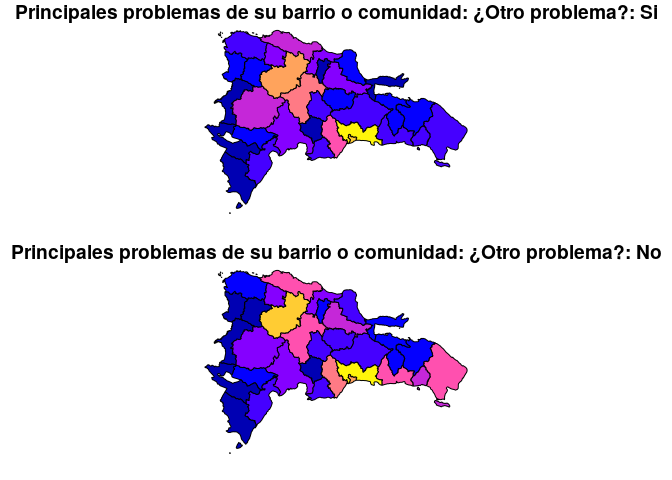 Principales problemas de su barrio o comunidad: ¿Otro problema?: Si
Principales problemas de su barrio o comunidad: ¿Otro problema?: No